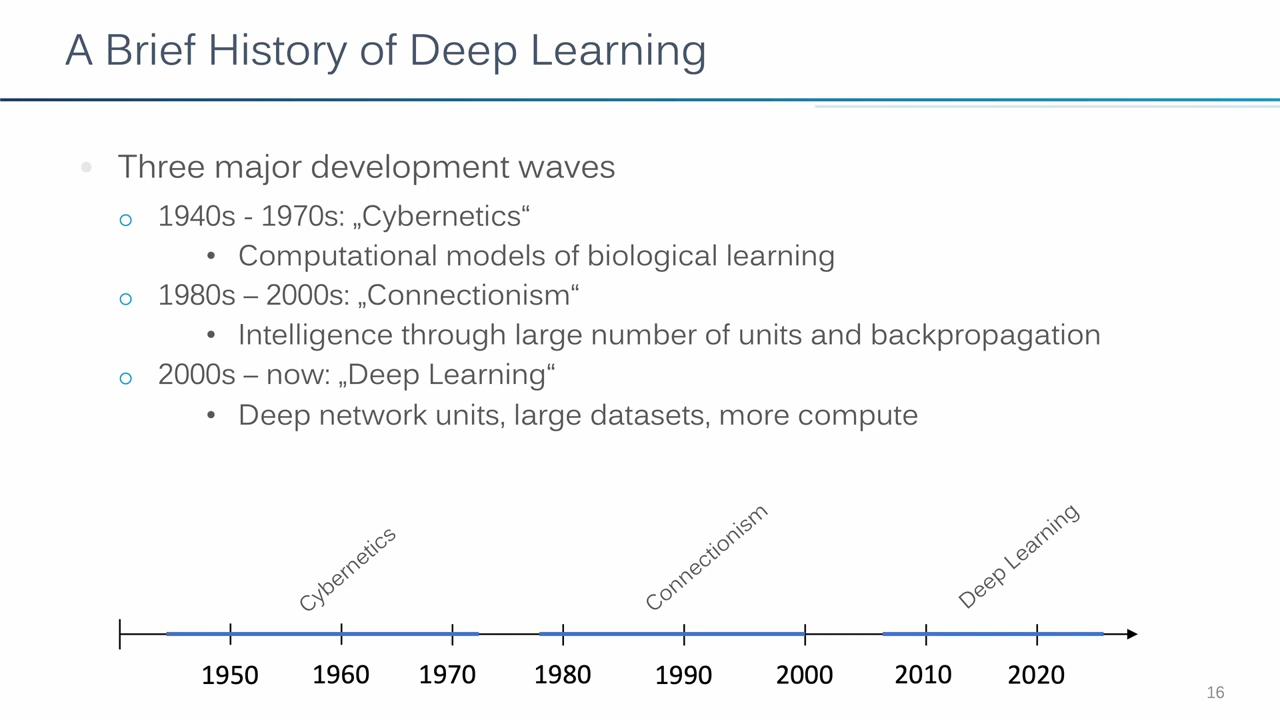 A Brief History of Deep Learning
• Three major development waves
o 1940s - 1970s: „Cybernetics“
• Computational models of biological learning
o 1980s – 2000s: „Connectionism“
• Intelligence through large number of units and backpropagation
o 2000s – now: „Deep Learning“
• Deep network units, large datasets, more compute
Cybernetics
Connectionism
Deep Learning
1950 1960 1970 1980 1990 2000 2010 2020
16